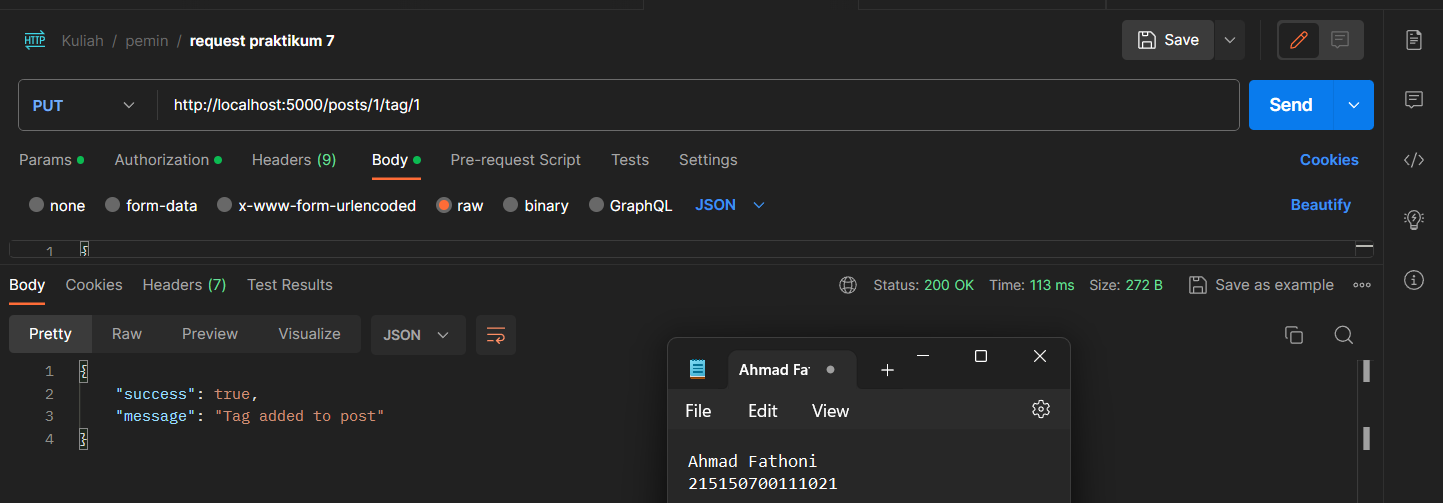 HTTP Kuliah / pemin / request praktikum 7 Save
PUT http://localhost:5000/posts/1/tag/1 Send
Params Authorization Headers (9) Body Pre-request Script Tests Settings Cookies
none form-data x-www-form-urlencoded raw binary GraphQL JSON Beautify
1 {
Body Cookies Headers (7) Test Results Status: 200 OK Time: 113 ms Size: 272 B Save as example
Pretty Raw Preview Visualize JSON
1 {
2 "success": true,
3 "message": "Tag added to post"
4 }
Ahmad Fat
File Edit View
Ahmad Fathoni
215150700111021